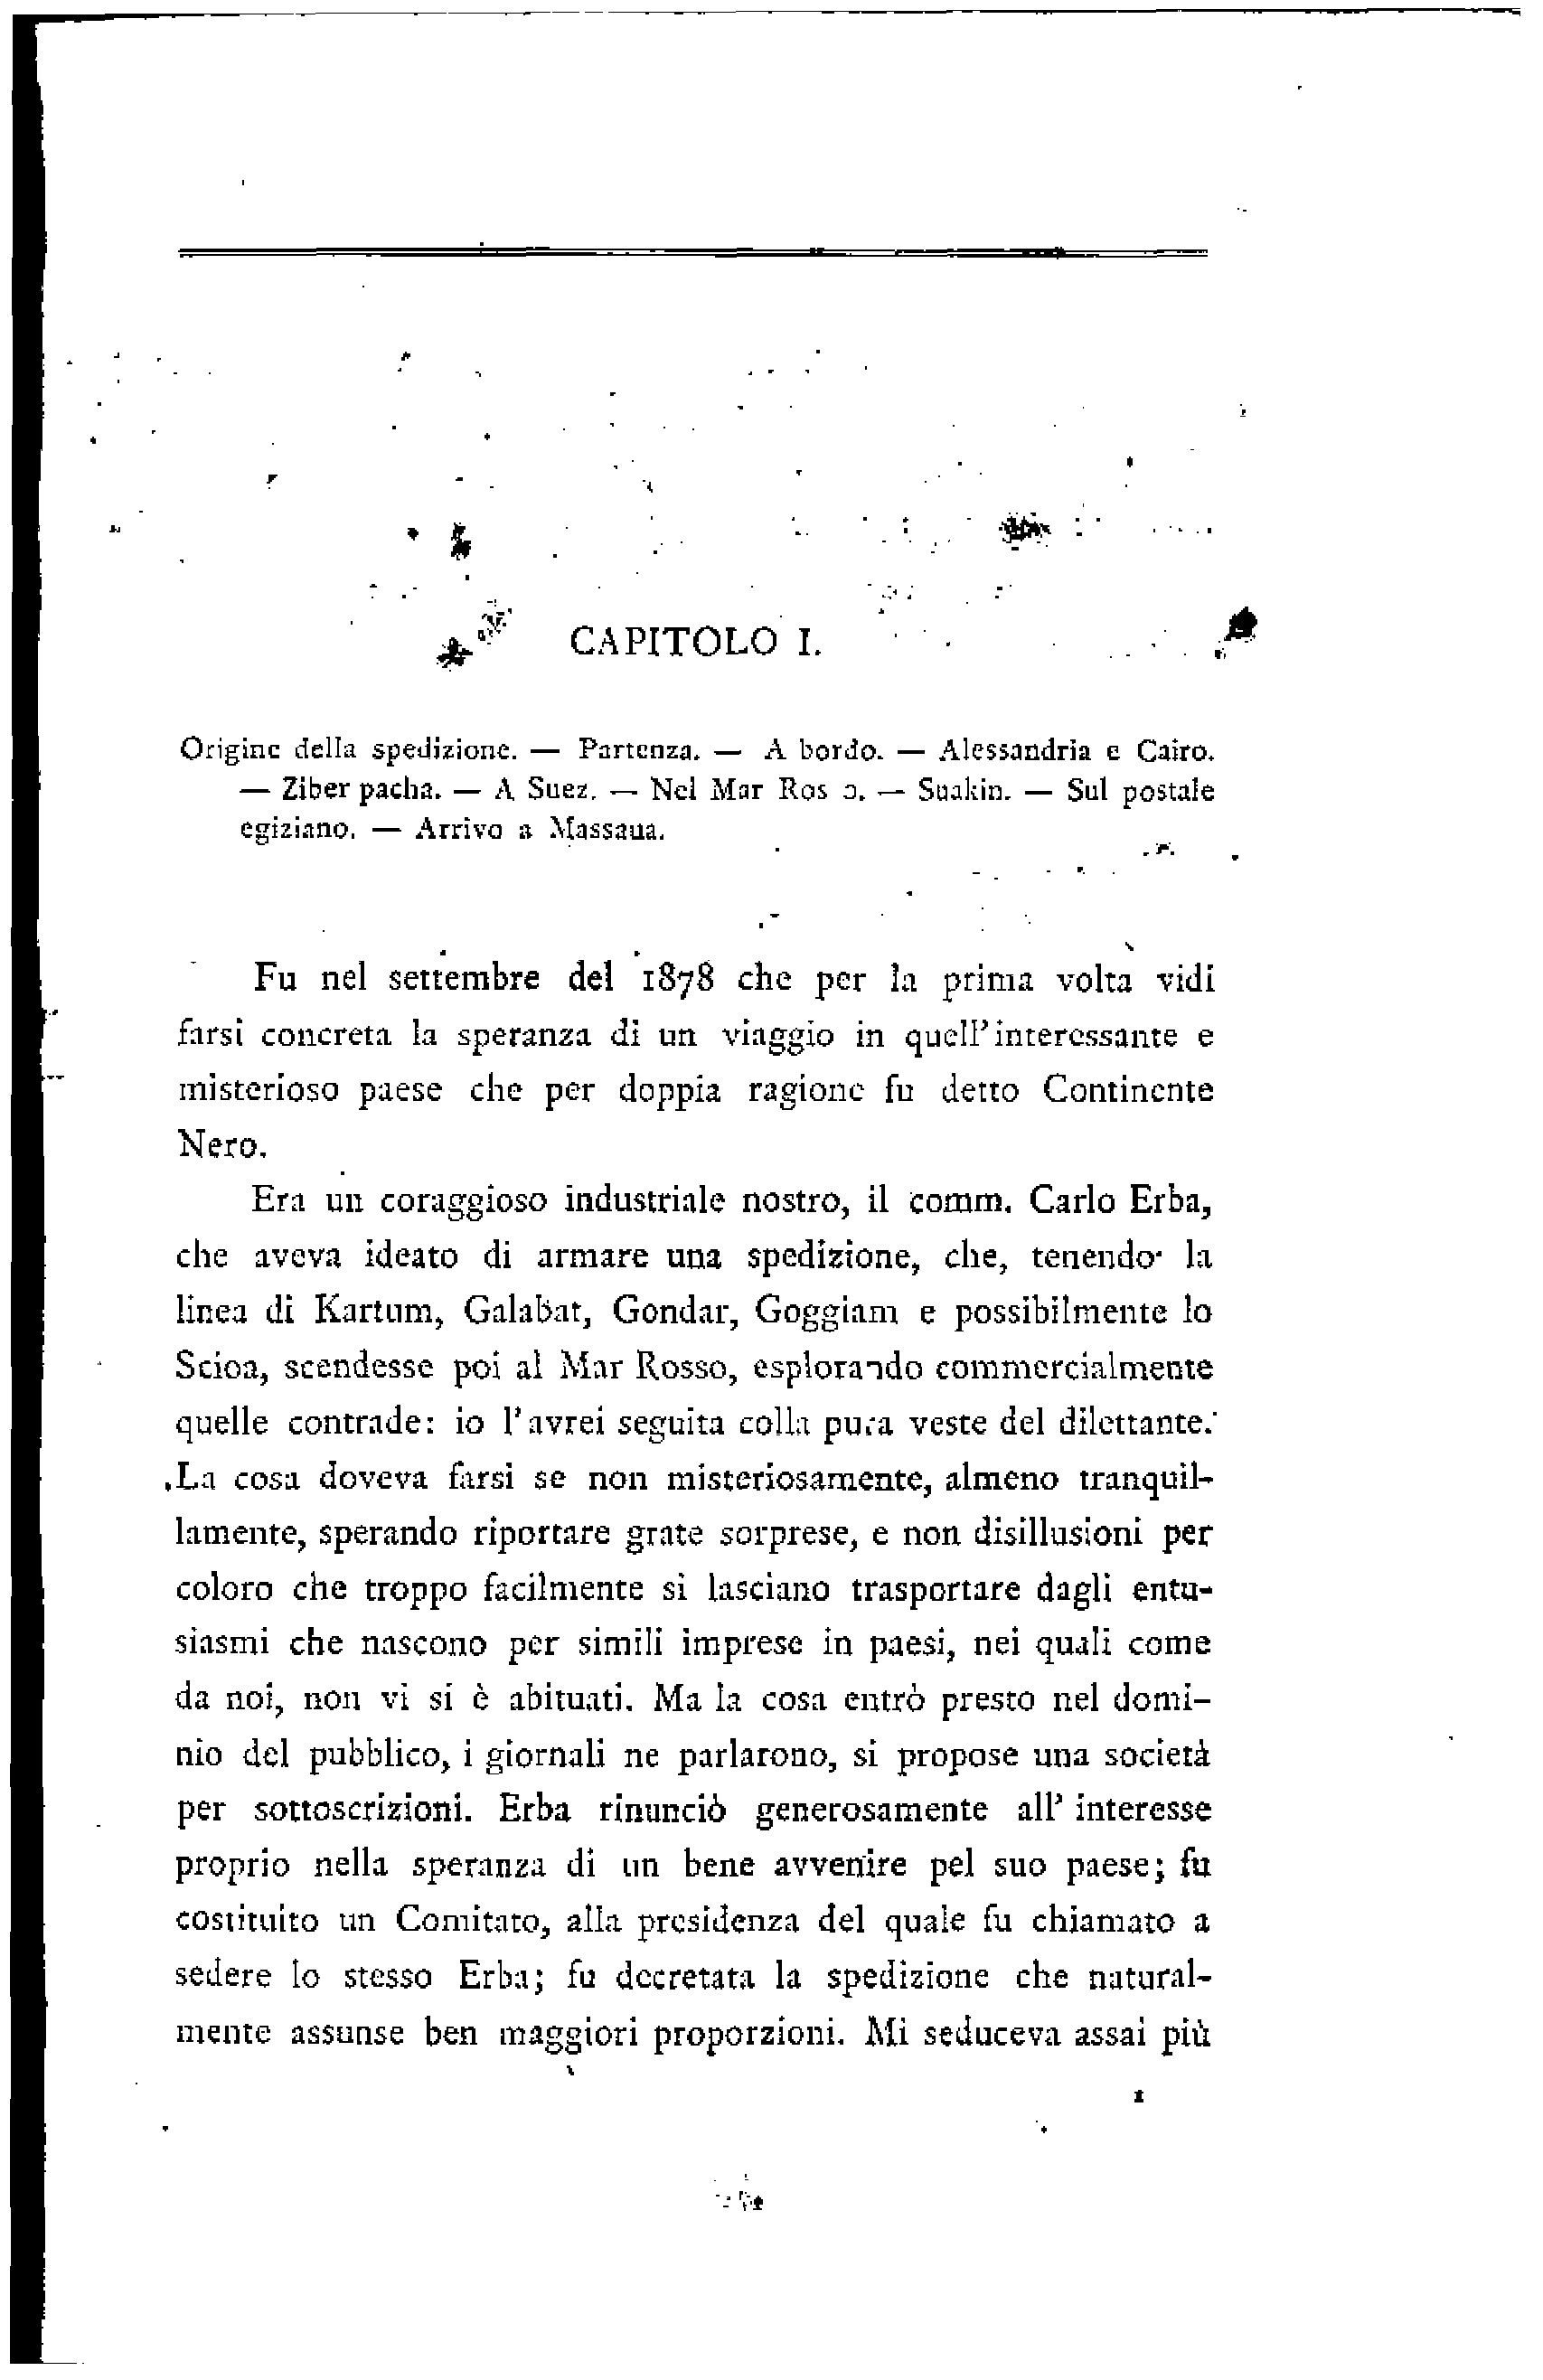 CAPITOLO I.
Origine della spedizione. — Partenza. — A bordo. — Alessandria e Cairo.
— Ziber pacha. — A Suez. — Nel Mar Ros o. — Suakin. — Sul postale
egiziano. — Arrivo a Massaua.
Fu nel settembre del 1878 che per la prima volta vidi
farsi concreta la speranza di un viaggio in quell'interessante e
misterioso paese che per doppia ragione fu detto Continente
Nero.
Era un coraggioso industriale nostro, il comm. Carlo Erba,
che aveva ideato di armare una spedizione, che, tenendo la
linea di Kartum, Galabat, Gondar, Goggiam e possibilmente lo
Scioa, scendesse poi al Mar Rosso, esplorando commercialmente
quelle contrade: io l'avrei seguita colla pura veste del dilettante.
La cosa doveva farsi se non misteriosamente, almeno tranquil-
lamente, sperando riportare grate sorprese, e non disillusioni per
coloro che troppo facilmente si lasciano trasportare dagli entu-
siasmi che nascono per simili imprese in paesi, nei quali come
da noi, non vi si è abituati. Ma la cosa entrò presto nel domi-
nio del pubblico, i giornali ne parlarono, si propose una società
per sottoscrizioni. Erba rinunciò generosamente all' interesse
proprio nella speranza di un bene avvenire pel suo paese; fu
costituito un Comitato, alla presidenza del quale fu chiamato a
sedere lo stesso Erba; fu decretata la spedizione che natural-
mente assunse ben maggiori proporzioni. Mi seduceva assai più
1